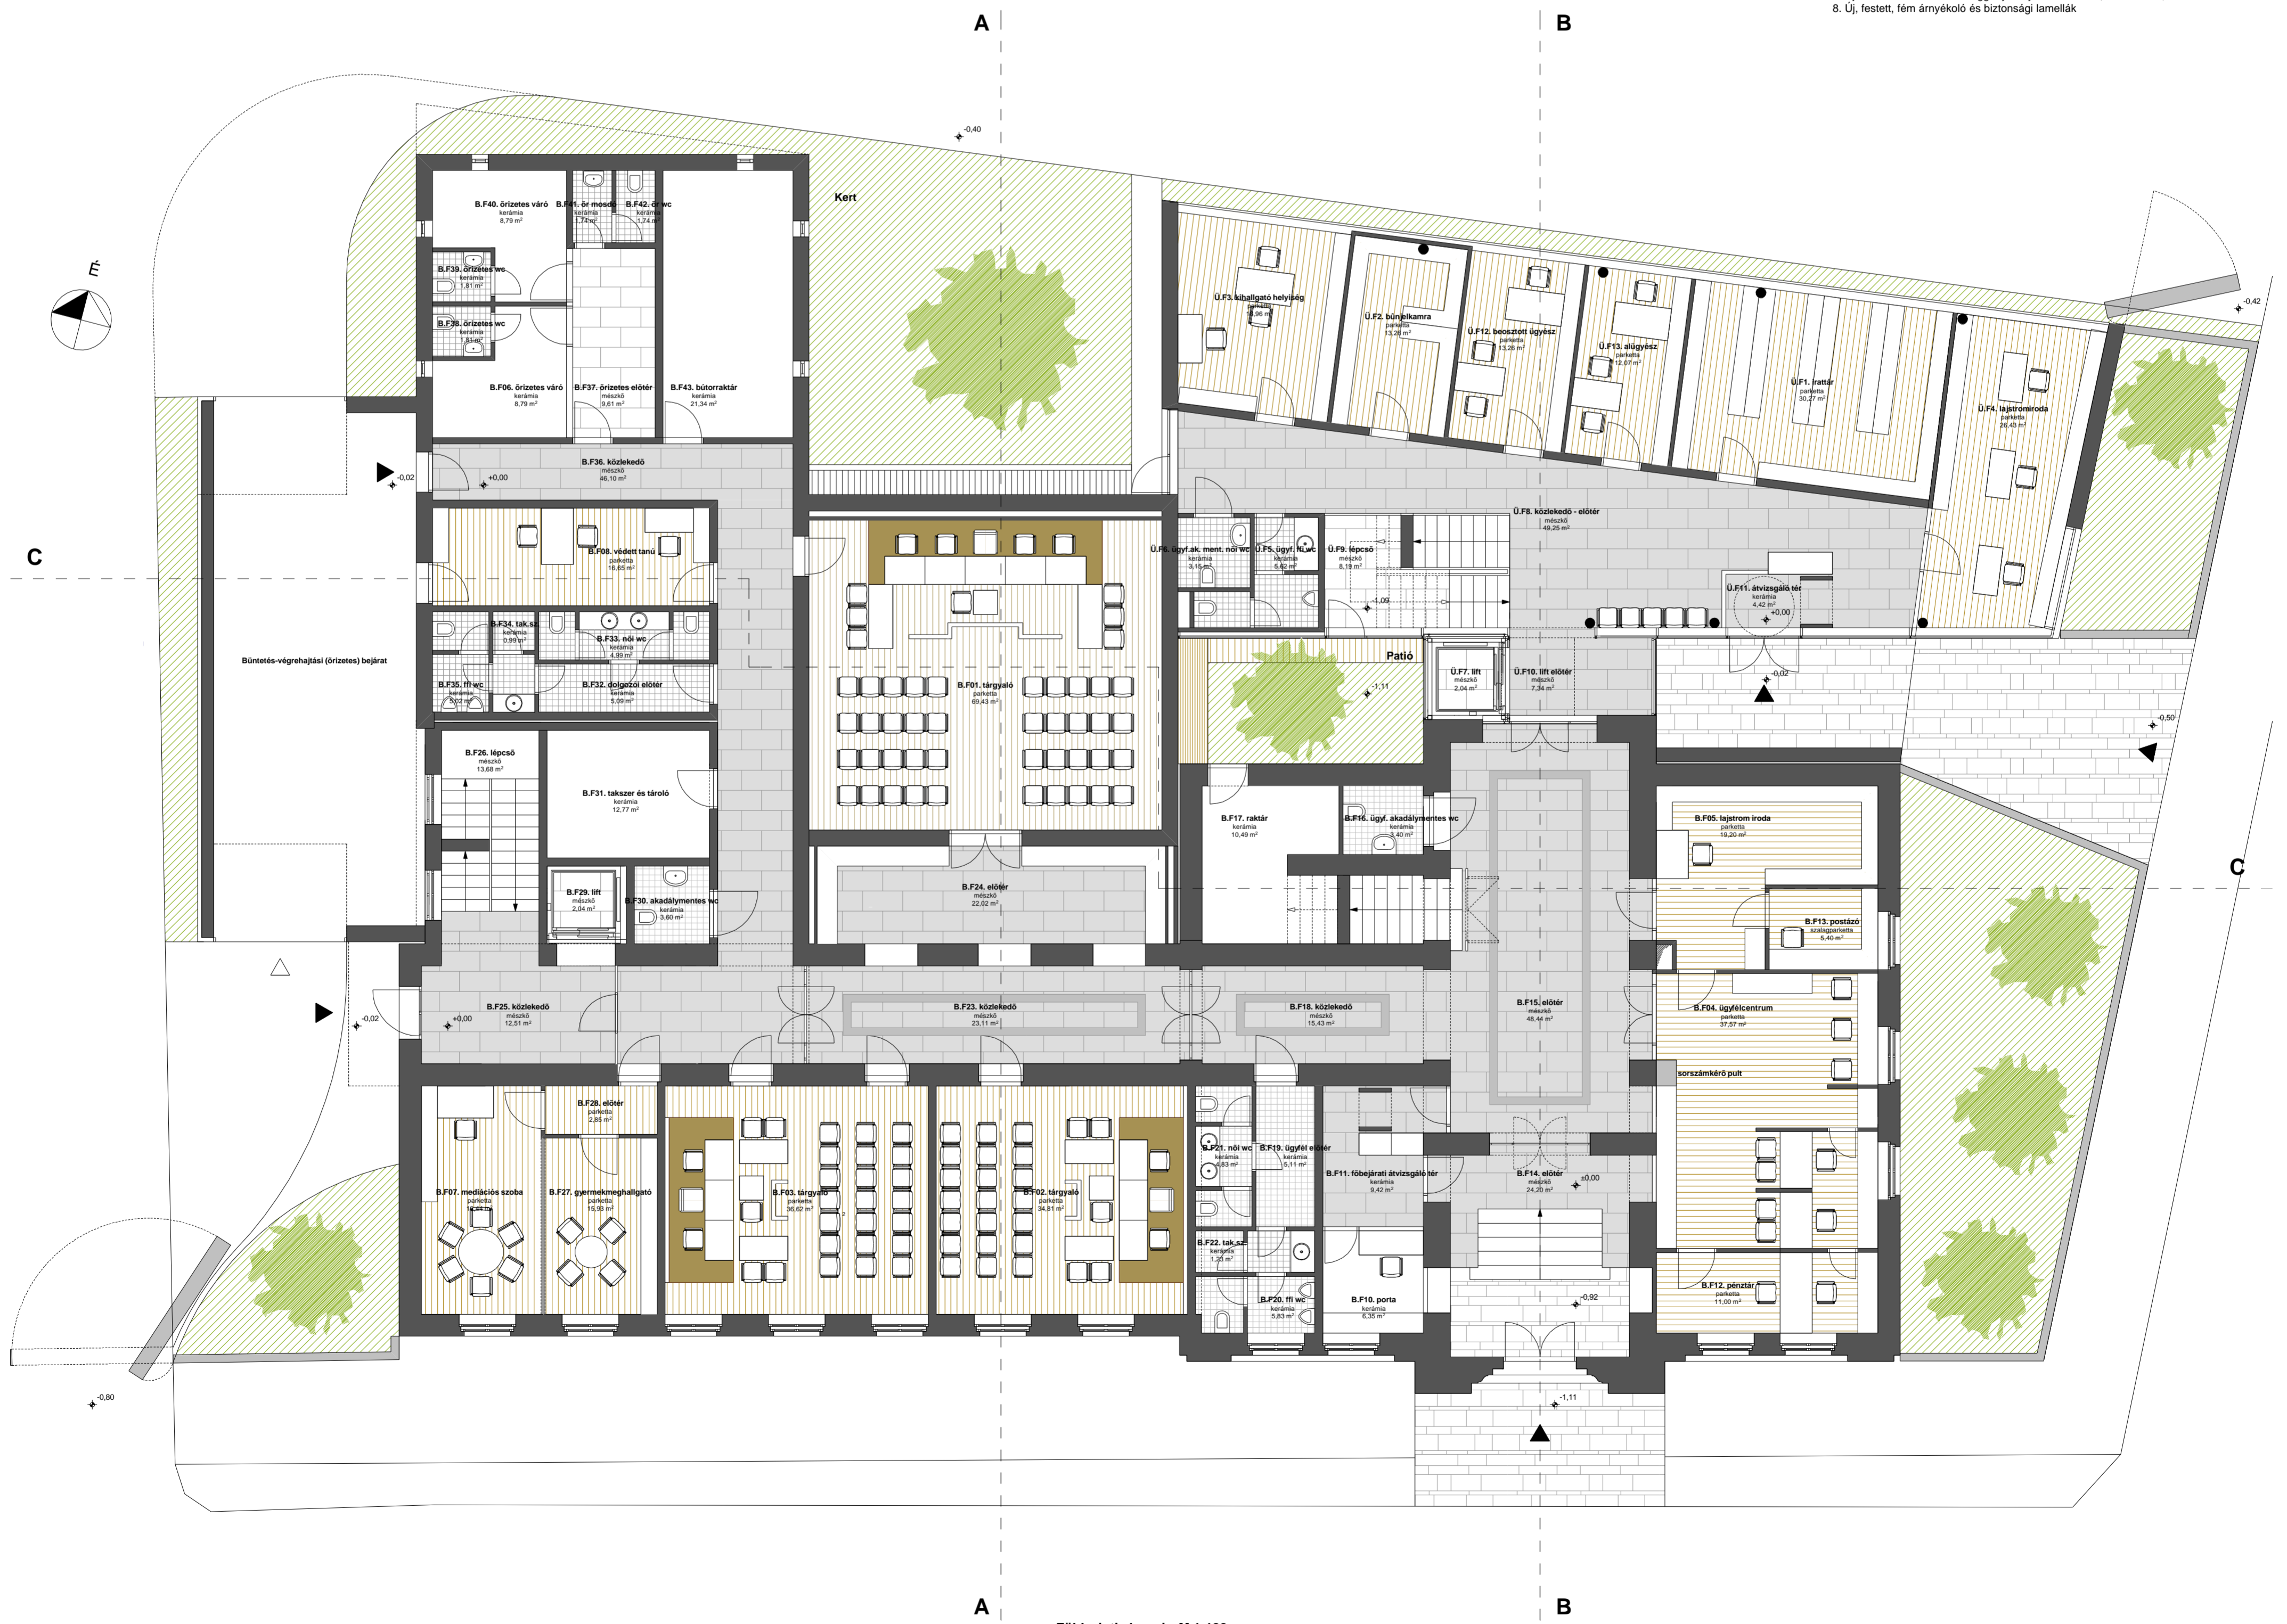 8. Új, festett, fém árnyékoló és biztonsági lamellák
A
B
-0,40
É
Kert
B.F40. őrizetes váró
kerámia
8,79 m²
B.F41. őr mosdó
kerámia
1,74 m²
B.F42. őr wc
kerámia
1,74 m²
B.F39. őrizetes wc
kerámia
1,81 m²
B.F38. őrizetes wc
kerámia
1,81 m²
B.F06. őrizetes váró
kerámia
8,79 m²
B.F37. őrizetes előtér
mészkő
9,61 m²
B.F43. bútorraktár
kerámia
21,34 m²
Ü.F3. kihallgató helyiség
parketta
Ü.F2. bűnjelkamra
parketta
13,26 m²
Ü.F12. beosztott ügyész
parketta
13,26 m²
Ü.F13. alügyész
parketta
12,07 m²
Ü.F1. irattár
parketta
30,27 m²
Ü.F4. lajstromiroda
parketta
26,43 m²
-0,42
B.F36. közlekedő
mészkő
46,10 m²
-0,02
+0,00
C
B.F08. védett tanú
parketta
16,65 m²
Ü.F8. közlekedő - előtér
mészkő
49,25 m²
Ü.F6. ügyf.ak. ment. női wc
kerámia
3,15 m²
Ü.F5. ügyf. ffi wc
kerámia
5,62 m²
Ü.F9. lépcső
mészkő
8,19 m²
-1,09
Ü.F11. átvizsgáló tér
kerámia
4,42 m²
+0,00
B.F34. tak.sz.
kerámia
0,99 m²
B.F33. női wc
kerámia
4,99 m²
Büntetés-végrehajtási (őrizetes) bejárat
B.F35. ffi wc
kerámia
5,02 m²
B.F32. dolgozói előtér
kerámia
5,09 m²
B.F01. tárgyaló
parketta
69,43 m²
Patió
-1,11
Ü.F7. lift
mészkő
2,04 m²
Ü.F10. lift előtér
mészkő
7,34 m²
-0,02
-0,50
B.F26. lépcső
mészkő
13,68 m²
B.F31. takszer és tároló
kerámia
12,77 m²
B.F17. raktár
kerámia
10,49 m²
B.F16. ügyf. akadálymentes wc
kerámia
3,40 m²
B.F05. lajstrom iroda
parketta
19,20 m²
C
B.F29. lift
mészkő
2,04 m²
B.F30. akadálymentes wc
kerámia
3,60 m²
B.F24. előtér
mészkő
22,02 m²
B.F13. postázó
szalagparketta
5,40 m²
B.F25. közlekedő
mészkő
12,51 m²
-0,02
+0,00
B.F23. közlekedő
mészkő
23,11 m²
B.F18. közlekedő
mészkő
15,43 m²
B.F15. előtér
mészkő
48,44 m²
B.F04. ügyfélcentrum
parketta
37,57 m²
sorszámkérő pult
B.F28. előtér
parketta
2,85 m²
B.F07. mediációs szoba
parketta
B.F27. gyermekmeghallgató
parketta
15,93 m²
B.F03. tárgyaló
parketta
36,62 m²
2
B.F02. tárgyaló
parketta
34,81 m²
B.F21. női wc
kerámia
4,83 m²
B.F19. ügyfél előtér
kerámia
5,11 m²
B.F11. főbejárati átvizsgáló tér
kerámia
9,42 m²
B.F14. előtér
mészkő
24,20 m²
±0,00
B.F22. tak.sz.
kerámia
1,23 m²
B.F20. ffi wc
kerámia
5,83 m²
B.F10. porta
kerámia
6,35 m²
-0,92
B.F12. pénztár
parketta
11,00 m²
-0,80
-1,11
A
B